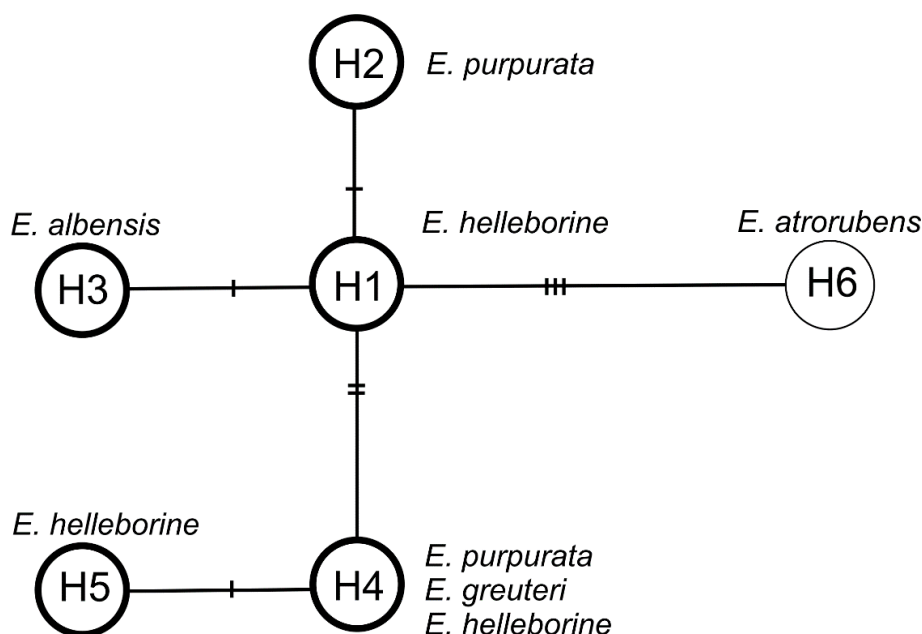 H2
E. purpurata
E. albensis
E. helleborine
E. atrorubens
H3
H1
H6
E. helleborine
H5
H4
E. purpurata
E. greuteri
E. helleborine